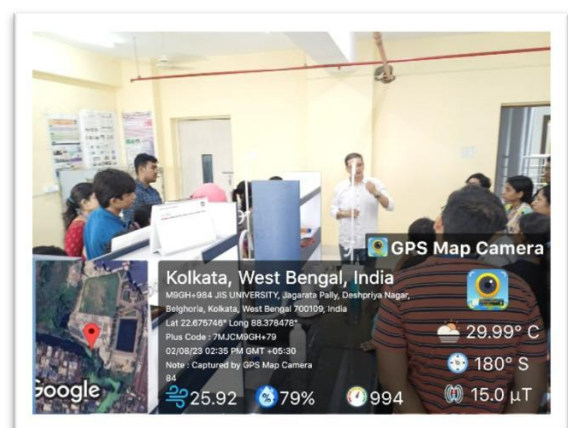 GPS Map Camera
Kolkata, West Bengal, India
M9GH+984 JIS UNIVERSITY, Jagarata Pally, Deshpriya Nagar,
Belghoria, Kolkata, West Bengal 700109, India
Lat 22.675746° Long 88.378478°
Plus Code : 7MJCM9GH+79
02/08/23 02:35 PM GMT +05:30
Note : Captured by GPS Map Camera
84
Google
25.92
79%
994
29.99° C
180° S
15.0 µT